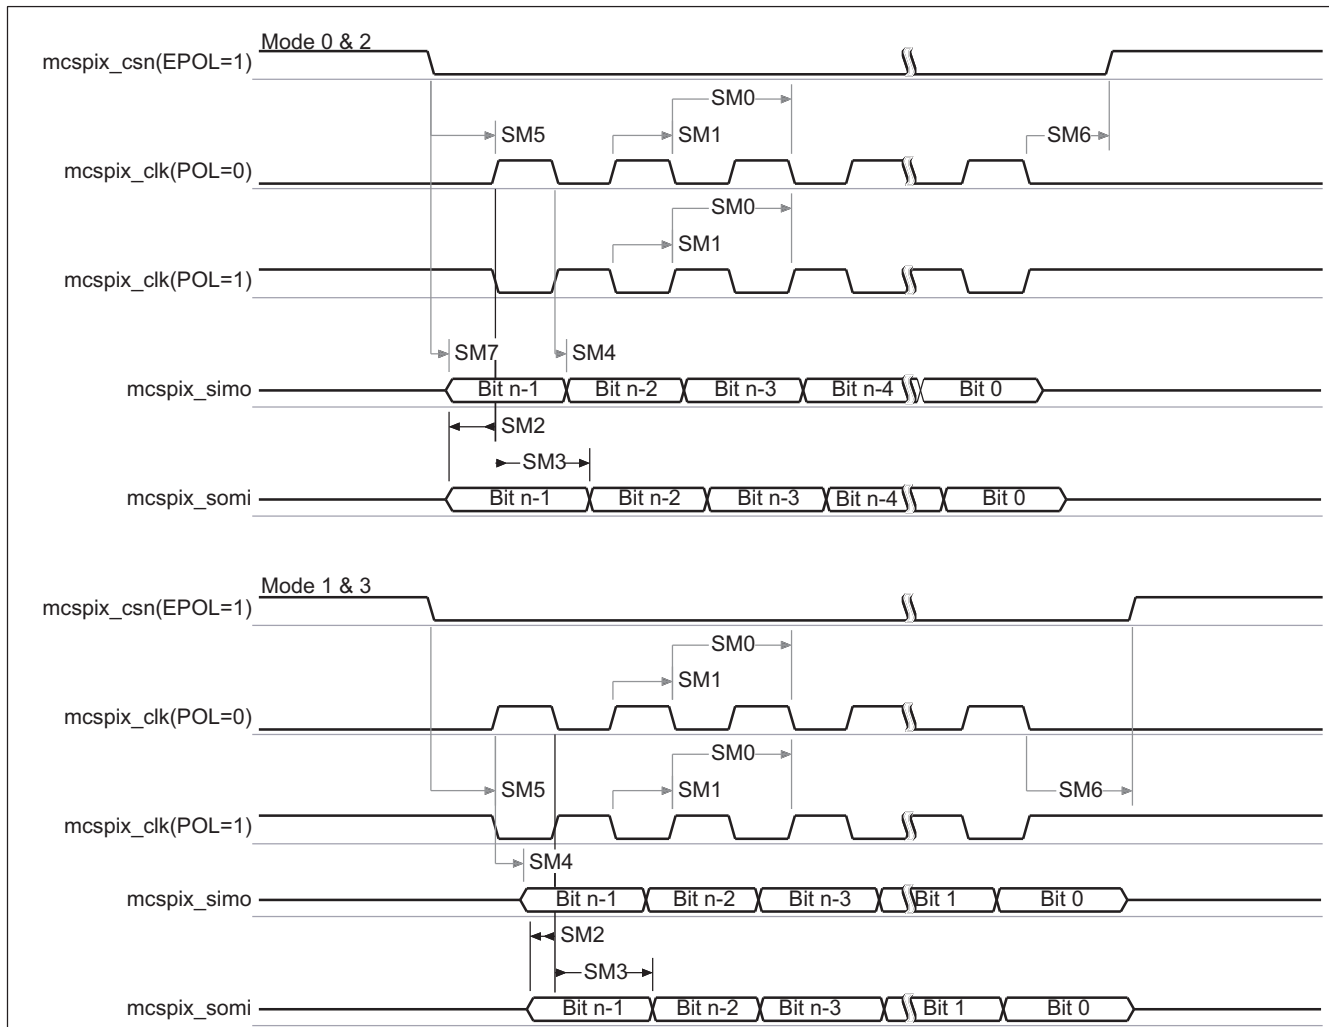 Mode 0 & 2
mcspix_csn(EPOL=1)
SM0
SM5
SM1
SM6
mcspix_clk(POL=0)
SM0
SM1
mcspix_clk(POL=1)
SM7
SM4
mcspix_simo
Bit n-1
Bit n-2
Bit n-3
Bit n-4
Bit 0
SM2
SM3
mcspix_somi
Bit n-1
Bit n-2
Bit n-3
Bit n-4
Bit 0
Mode 1 & 3
mcspix_csn(EPOL=1)
SM0
SM1
mcspix_clk(POL=0)
SM0
SM5
SM1
SM6
mcspix_clk(POL=1)
SM4
mcspix_simo
Bit n-1
Bit n-2
Bit n-3
Bit 1
Bit 0
SM2
SM3
mcspix_somi
Bit n-1
Bit n-2
Bit n-3
Bit 1
Bit 0